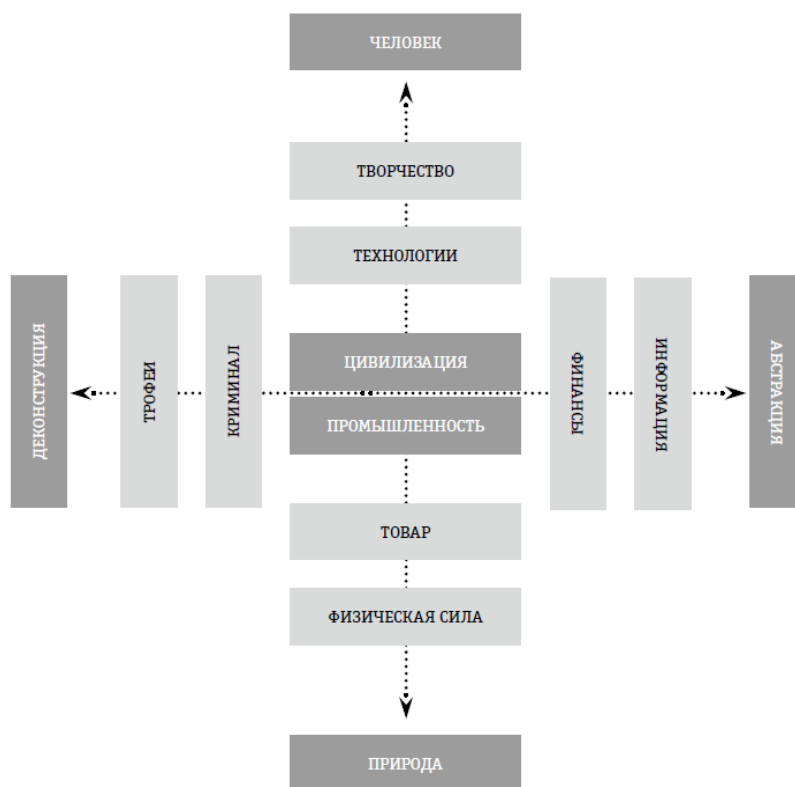 ЧЕЛОВЕК
ТВОРЧЕСТВО
ТЕХНОЛОГИИ
ДЕКОНСТРУКЦИЯ
ТРОФЕИ
КРИМИНАЛ
ЦИВИЛИЗАЦИЯ
ПРОМЫШЛЕННОСТЬ
ФИНАНСЫ
ИНФОРМАЦИЯ
АБСТРАКЦИЯ
ТОВАР
ФИЗИЧЕСКАЯ СИЛА
ПРИРОДА